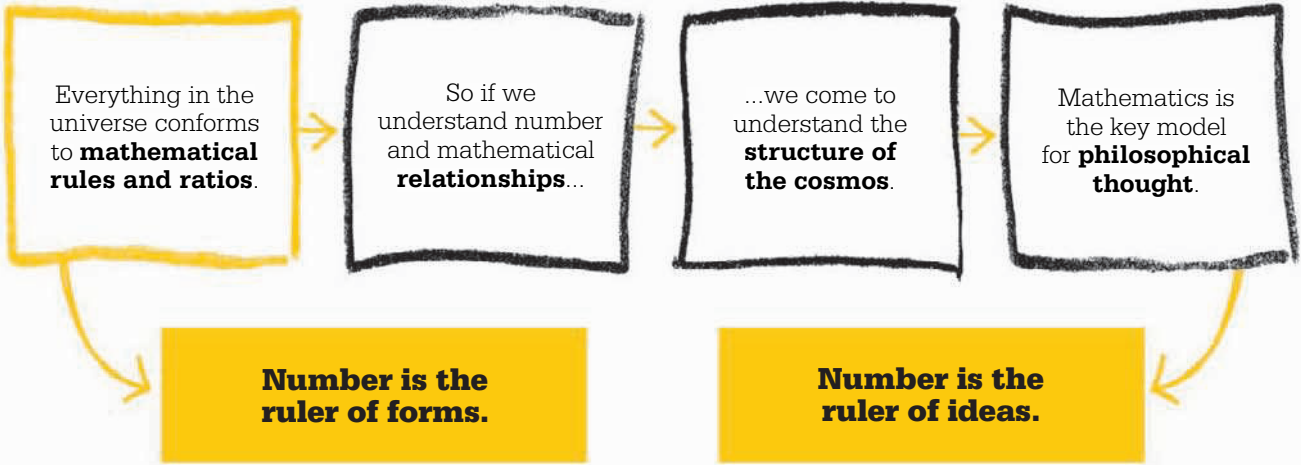 Everything in the
universe conforms
to mathematical
rules and ratios.
So if we
understand number
and mathematical
relationships...
...we come to
understand the
structure of
the cosmos.
Mathematics is
the key model
for philosophical
thought.
Number is the
ruler of forms.
Number is the
ruler of ideas.